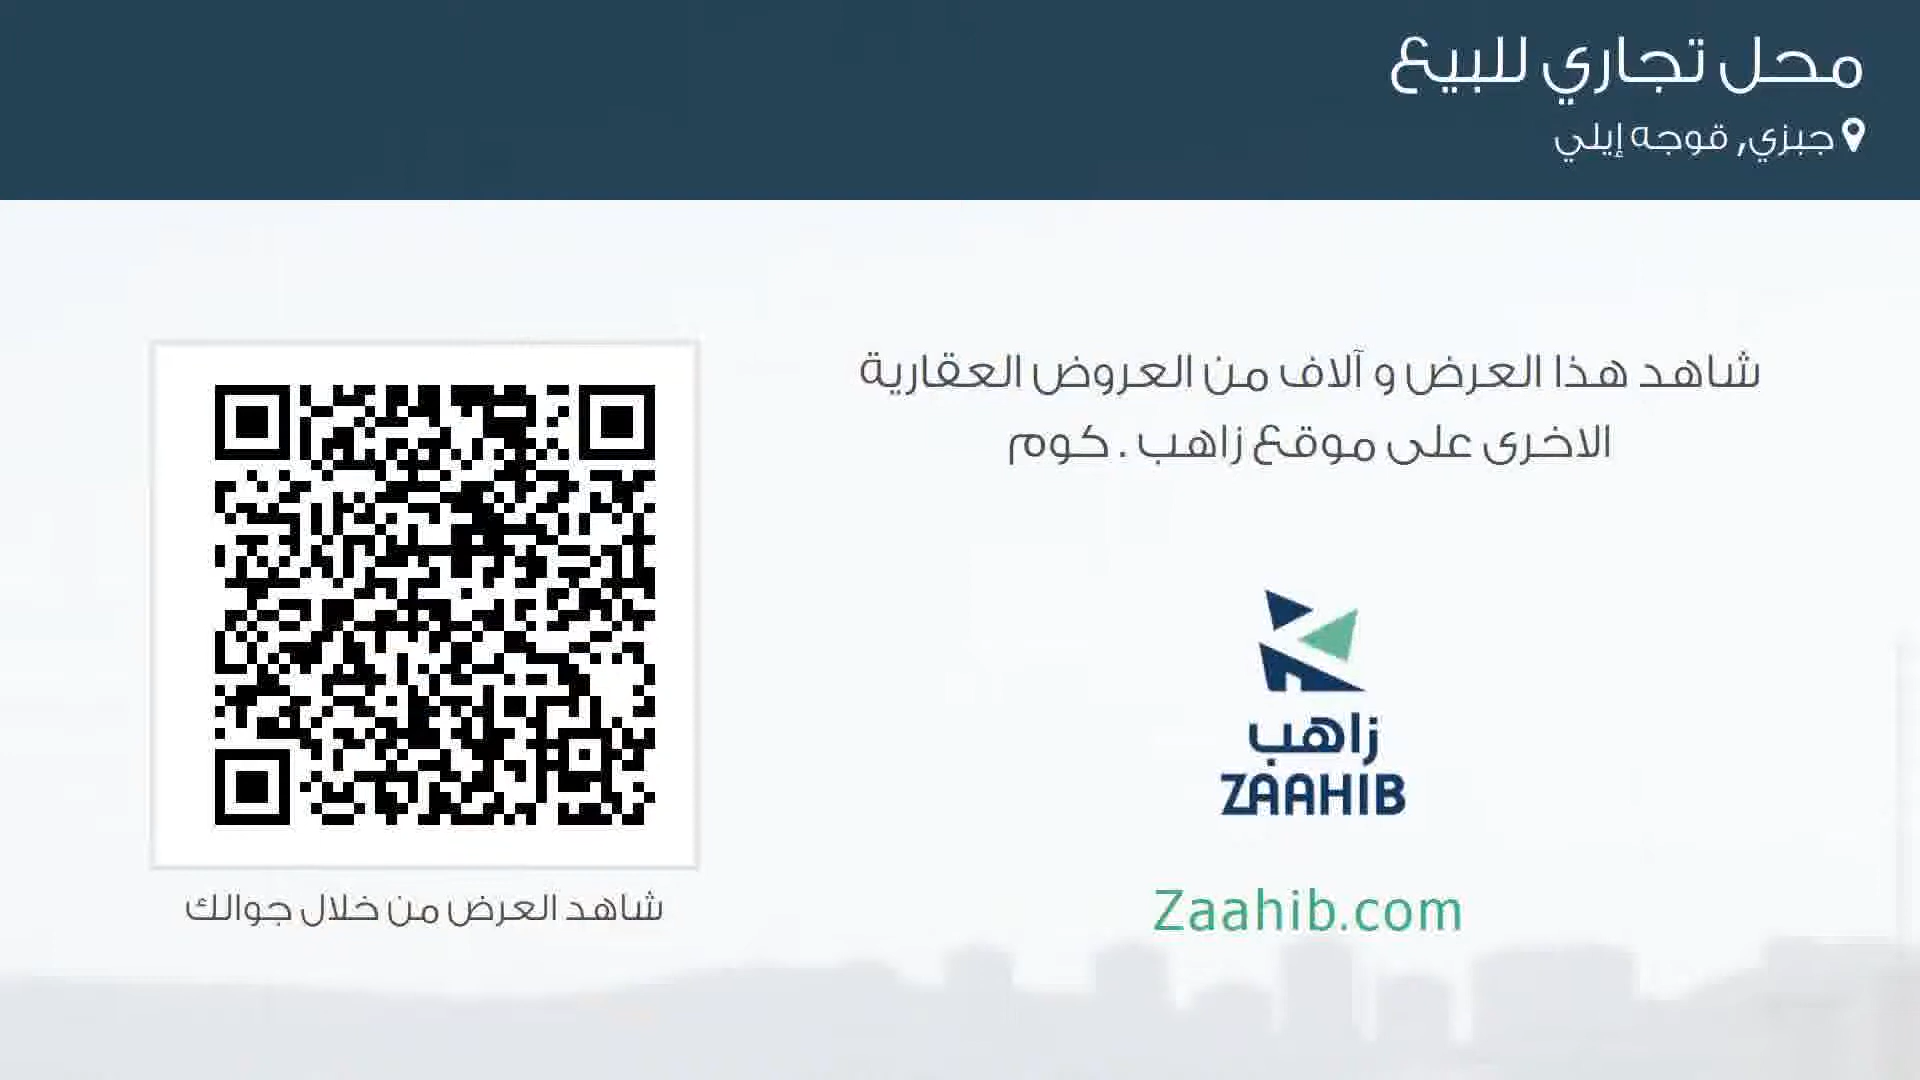 محل تجاري للبيع
جبزي, قوجه إيلي
شاهد هذا العرض و آلاف من العروض العقارية
الاخرى على موقع زاهب . كوم
زاهب
ZAAHIB
Zaahib.com
شاهد العرض من خلال جوالك